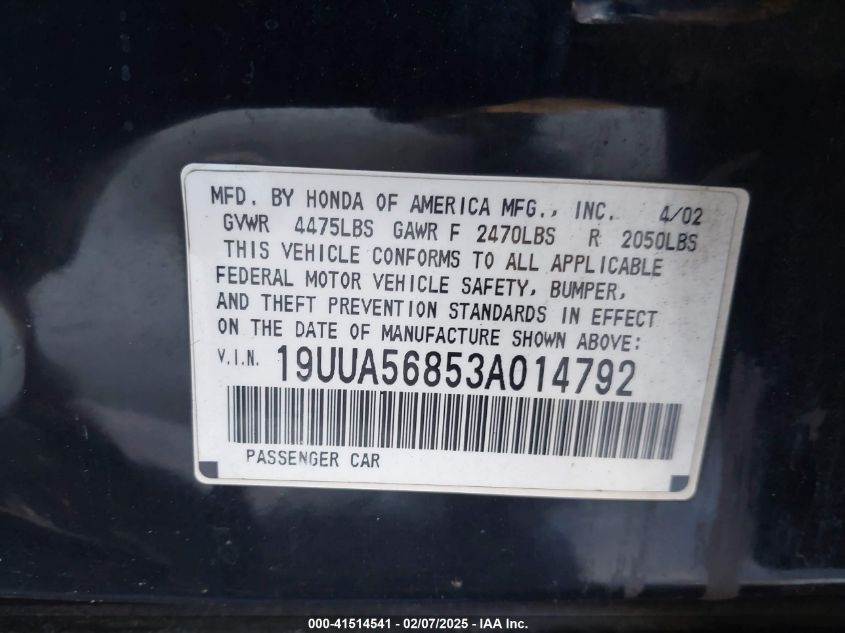 MFD. BY HONDA OF AMERICA MFG., INC. 4/02
GVWR 4475LBS GAWR F 2470LBS R 2050LBS
THIS VEHICLE CONFORMS TO ALL APPLICABLE
FEDERAL MOTOR VEHICLE SAFETY, BUMPER,
AND THEFT PREVENTION STANDARDS IN EFFECT
ON THE DATE OF MANUFACTURE SHOWN ABOVE:
V.I.N. 19UUA56853A014792
PASSENGER CAR
000-41514541 - 02/07/2025 - IAA Inc.